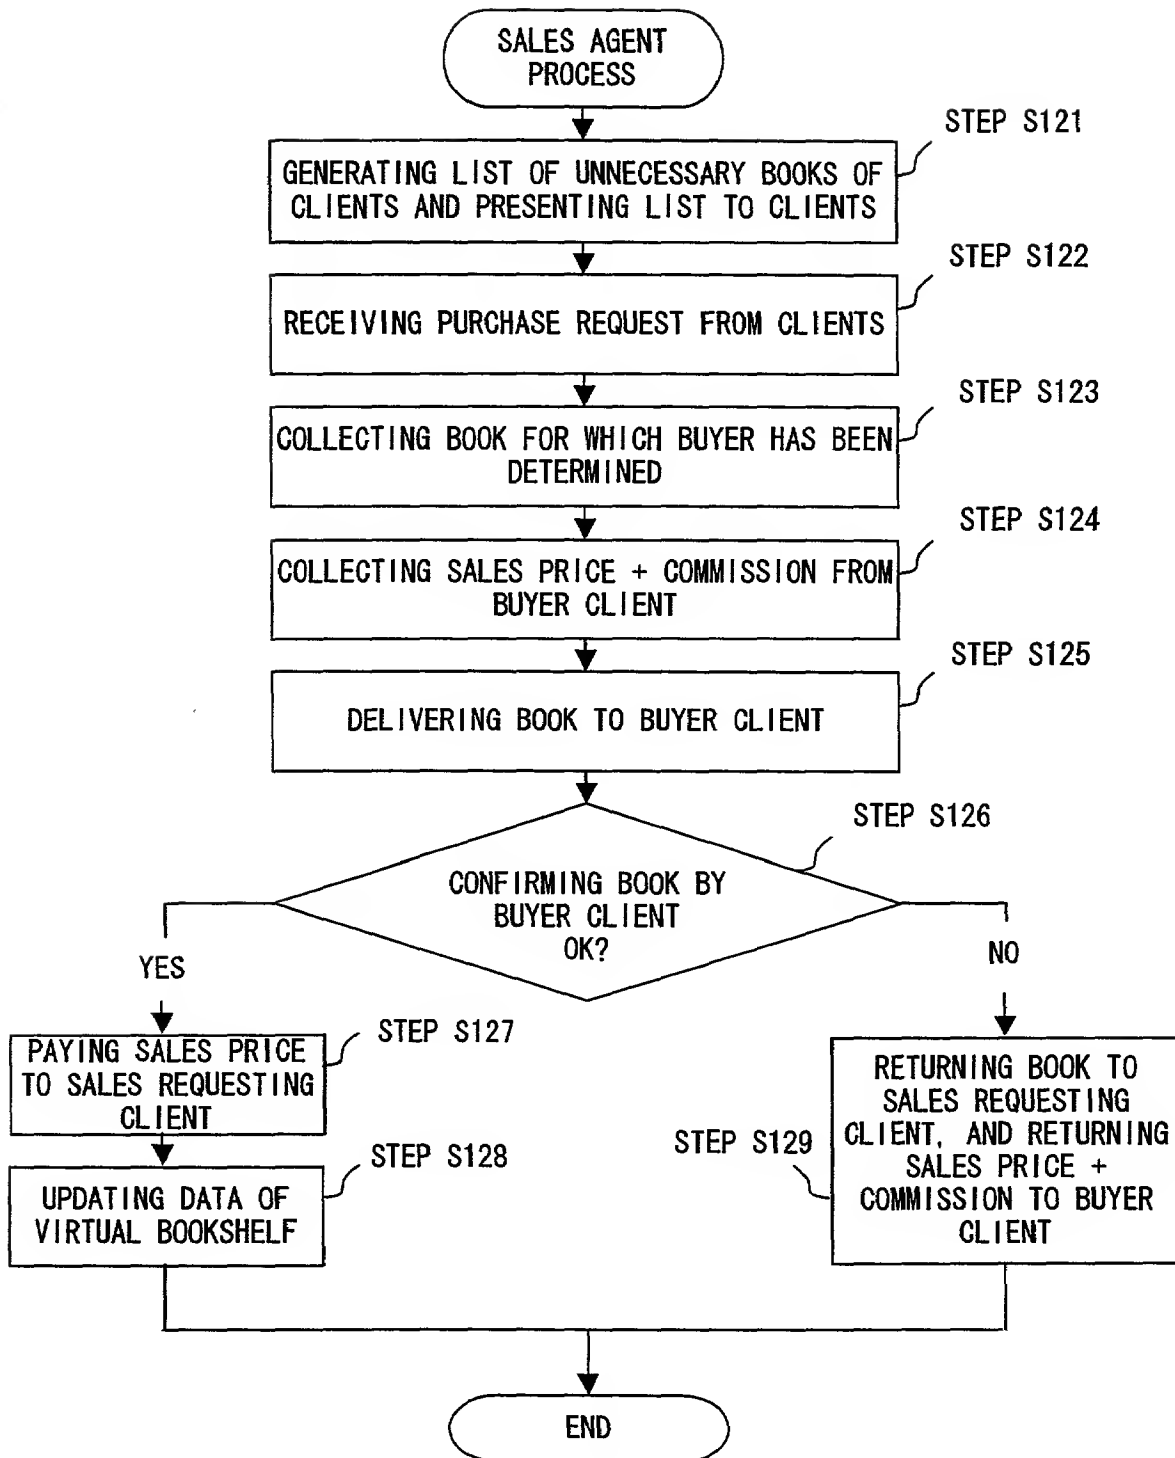 SALES AGENT
PROCESS
STEP S121
GENERATING LIST OF UNNECESSARY BOOKS OF
CLIENTS AND PRESENTING LIST TO CLIENTS
STEP S122
RECEIVING PURCHASE REQUEST FROM CLIENTS
STEP S123
COLLECTING BOOK FOR WHICH BUYER HAS BEEN
DETERMINED
STEP S124
COLLECTING SALES PRICE + COMMISSION FROM
BUYER CLIENT
STEP S125
DELIVERING BOOK TO BUYER CLIENT
STEP S126
CONFIRMING BOOK BY
BUYER CLIENT
OK?
YES
NO
STEP S127
PAYING SALES PRICE
TO SALES REQUESTING
CLIENT
STEP S128
UPDATING DATA OF
VIRTUAL BOOKSHELF
STEP S129
RETURNING BOOK TO
SALES REQUESTING
CLIENT, AND RETURNING
SALES PRICE +
COMMISSION TO BUYER
CLIENT
END